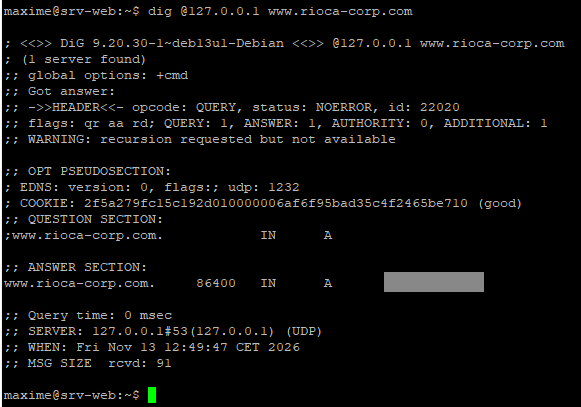 maxime@srv-web:~$ dig @127.0.0.1 www.rioca-corp.com

; <<>> DiG 9.20.30-1~deb13u1-Debian <<>> @127.0.0.1 www.rioca-corp.com
; (1 server found)
;; global options: +cmd
;; Got answer:
;; ->>HEADER<<- opcode: QUERY, status: NOERROR, id: 22020
;; flags: qr aa rd; QUERY: 1, ANSWER: 1, AUTHORITY: 0, ADDITIONAL: 1
;; WARNING: recursion requested but not available

;; OPT PSEUDOSECTION:
; EDNS: version: 0, flags:; udp: 1232
; COOKIE: 2f5a279fc15c192d010000006af6f95bad35c4f2465be710 (good)
;; QUESTION SECTION:
;www.rioca-corp.com. IN A

;; ANSWER SECTION:
www.rioca-corp.com. 86400 IN A

;; Query time: 0 msec
;; SERVER: 127.0.0.1#53(127.0.0.1) (UDP)
;; WHEN: Fri Nov 13 12:49:47 CET 2026
;; MSG SIZE rcvd: 91

maxime@srv-web:~$